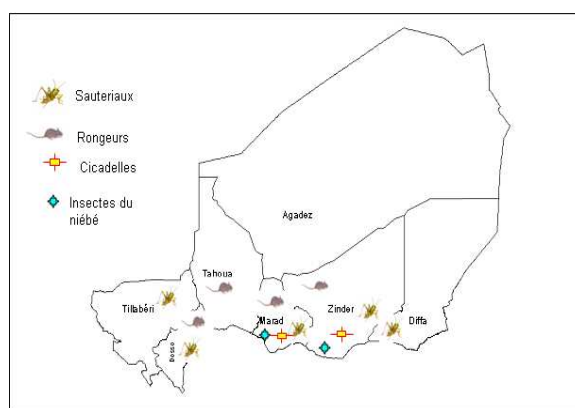 Sauteriaux
Rongeurs
Cicadelles
Insectes du
niébé
Agadez
Tahoua
Tillabéri
Marad
Zinder
Diffa
Dosso